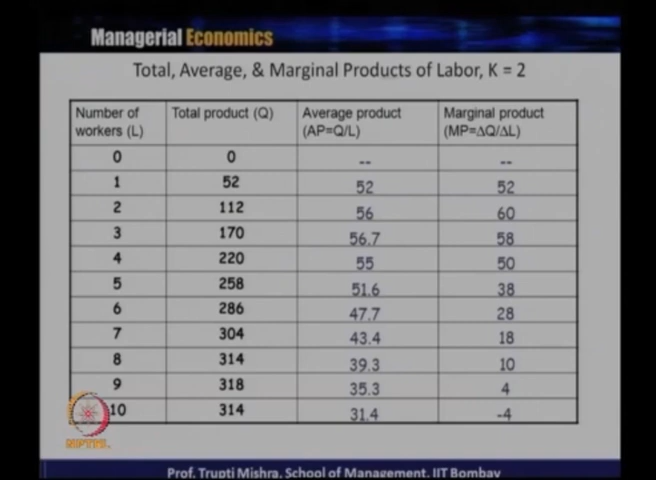 Managerial Economics
Total, Average, & Marginal Products of Labor, K = 2
Number of workers (L) Total product (Q) Average product (AP=Q/L) Marginal product (MP=ΔQ/ΔL)
0 0 -- --
1 52 52 52
2 112 56 60
3 170 56.7 58
4 220 55 50
5 258 51.6 38
6 286 47.7 28
7 304 43.4 18
8 314 39.3 10
9 318 35.3 4
10 314 31.4 -4
NPTEL
Prof. Trupti Mishra, School of Management, IIT Bombay